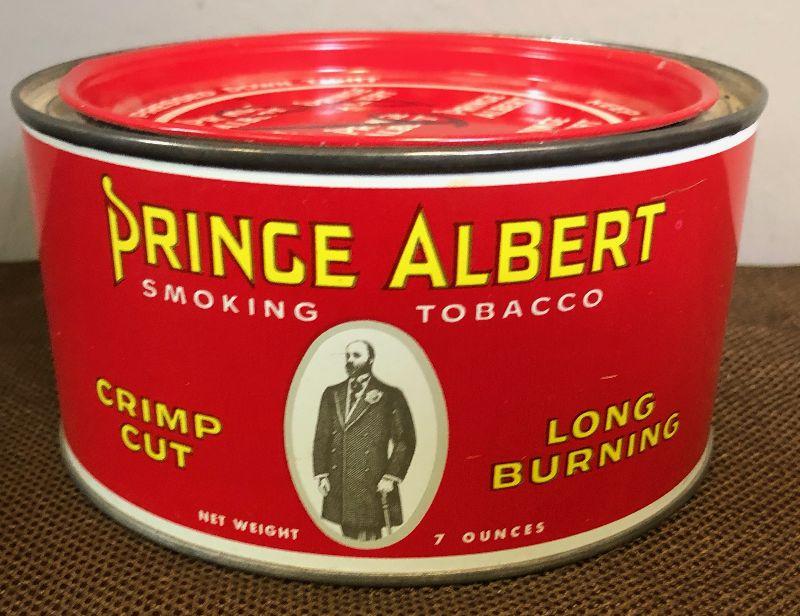 PRINCE ALBERT
SMOKING TOBACCO
CRIMP CUT
LONG BURNING
NET WEIGHT 7 OUNCES